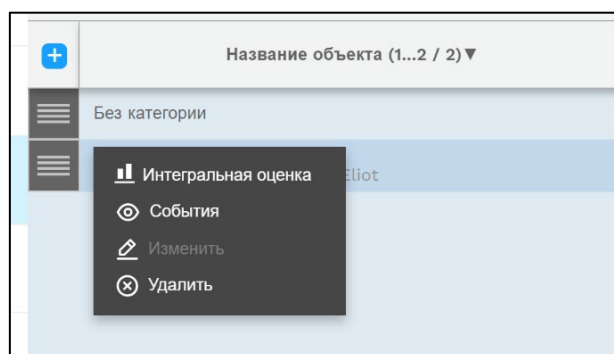 Название объекта (1...2 / 2)▼
Без категории
Интегральная оценка
Eliot
События
Изменить
Удалить